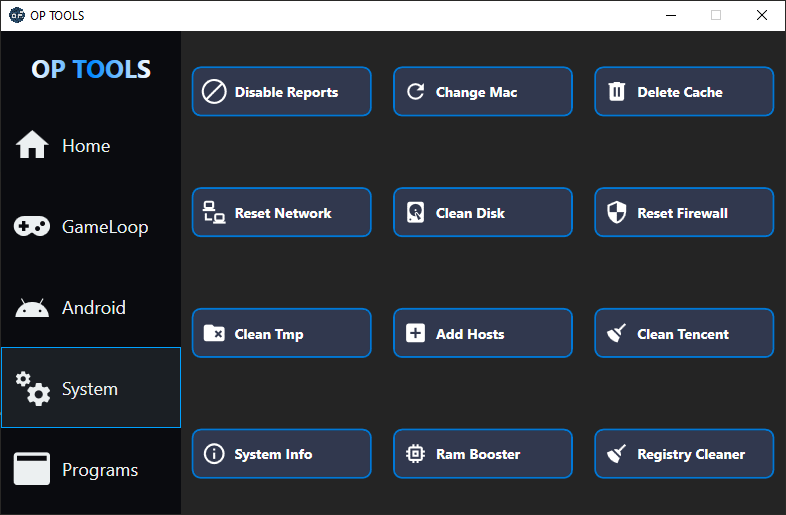 OP TOOLS
OP TOOLS
Home
GameLoop
Android
System
Programs
Disable Reports
Change Mac
Delete Cache
Reset Network
Clean Disk
Reset Firewall
Clean Tmp
Add Hosts
Clean Tencent
System Info
Ram Booster
Registry Cleaner